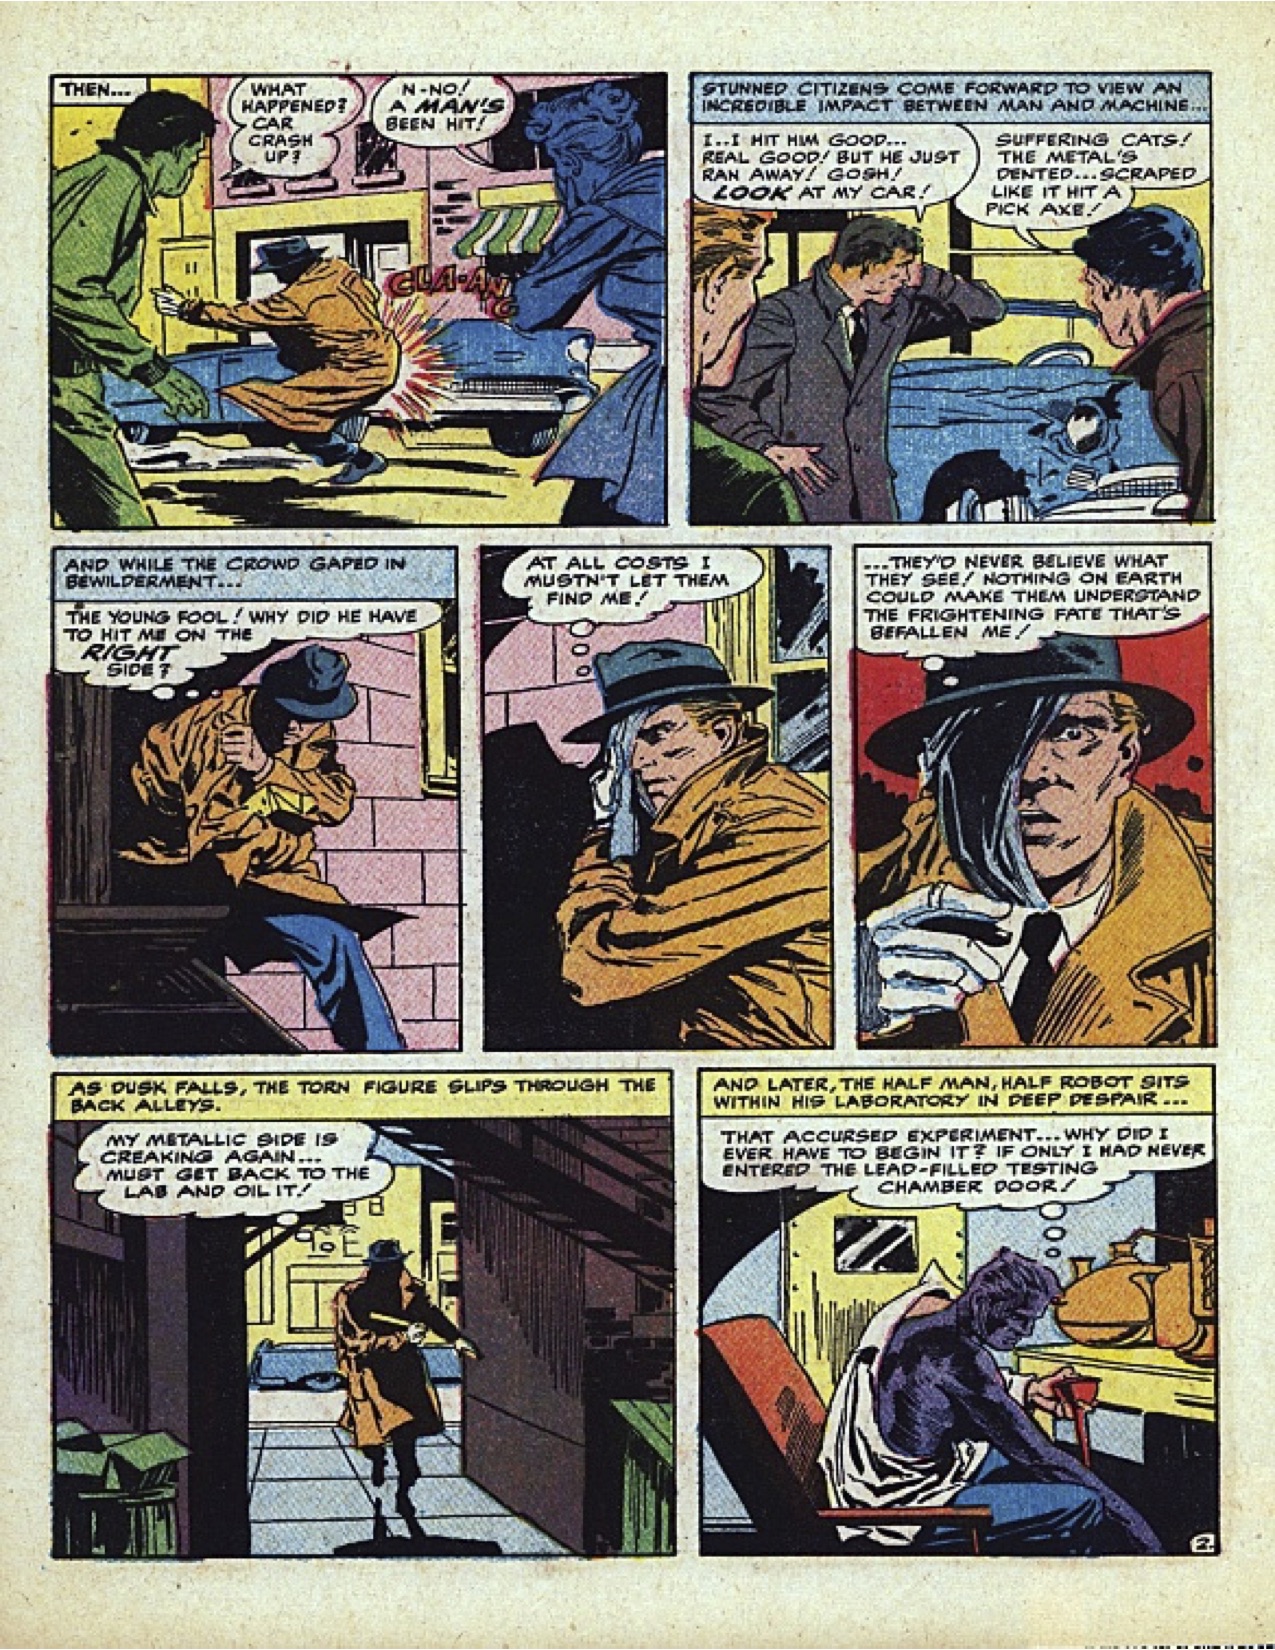 THEN...
WHAT
HAPPENED?
CAR
CRASH
UP?
N-NO!
A MAN'S
BEEN HIT!
CLA-ANG
STUNNED CITIZENS COME FORWARD TO VIEW AN
INCREDIBLE IMPACT BETWEEN MAN AND MACHINE...
I..I HIT HIM GOOD...
REAL GOOD! BUT HE JUST
RAN AWAY! GOSH!
LOOK AT MY CAR!
SUFFERING CATS!
THE METAL'S
DENTED...SCRAPED
LIKE IT HIT A
PICK AXE!
AND WHILE THE CROWD GAPED IN
BEWILDERMENT...
THE YOUNG FOOL! WHY DID HE HAVE
TO HIT ME ON THE
RIGHT
SIDE?
AT ALL COSTS I
MUSTN'T LET THEM
FIND ME!
...THEY'D NEVER BELIEVE WHAT
THEY SEE! NOTHING ON EARTH
COULD MAKE THEM UNDERSTAND
THE FRIGHTENING FATE THAT'S
BEFALLEN ME!
AS DUSK FALLS, THE TORN FIGURE SLIPS THROUGH THE
BACK ALLEYS.
MY METALLIC SIDE IS
CREAKING AGAIN...
MUST GET BACK TO THE
LAB AND OIL IT!
AND LATER, THE HALF MAN, HALF ROBOT SITS
WITHIN HIS LABORATORY IN DEEP DESPAIR...
THAT ACCURSED EXPERIMENT...WHY DID I
EVER HAVE TO BEGIN IT? IF ONLY I HAD NEVER
ENTERED THE LEAD-FILLED TESTING
CHAMBER DOOR!
2.